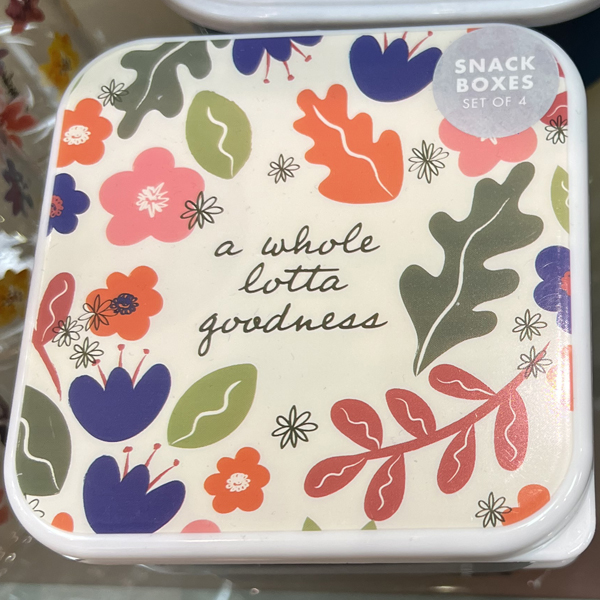 SNACK
BOXES
SET OF 4
a whole
lotta
goodness